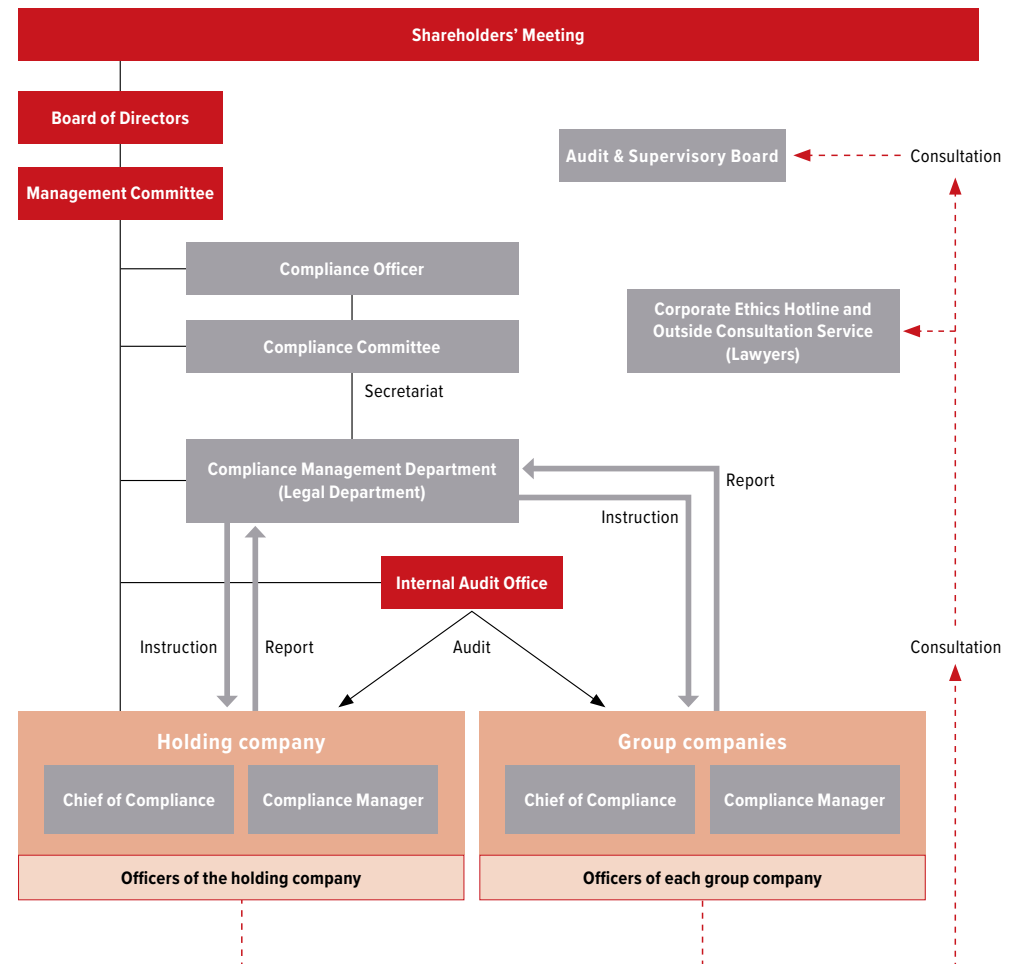 Shareholders’ Meeting
Board of Directors
Audit & Supervisory Board
Consultation
Management Committee
Compliance Officer
Corporate Ethics Hotline and
Outside Consultation Service
(Lawyers)
Compliance Committee
Secretariat
Compliance Management Department
(Legal Department)
Report
Instruction
Internal Audit Office
Instruction
Report
Audit
Consultation
Holding company
Chief of Compliance
Compliance Manager
Officers of the holding company
Group companies
Chief of Compliance
Compliance Manager
Officers of each group company